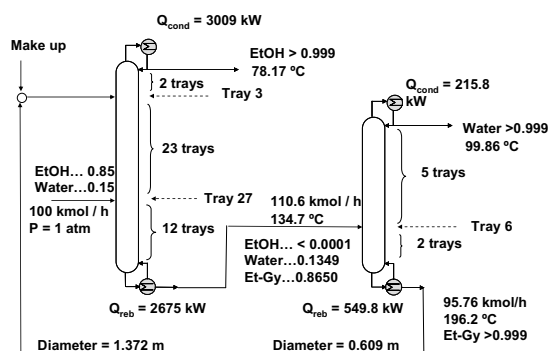 Q_cond = 3009 kW
Make up
EtOH > 0.999
78.17 ºC
2 trays
Tray 3
23 trays
EtOH... 0.85
Water...0.15
100 kmol / h
P = 1 atm
Tray 27
12 trays
Q_reb = 2675 kW
Diameter = 1.372 m
110.6 kmol / h
134.7 ºC
EtOH... < 0.0001
Water...0.1349
Et-Gy...0.8650
Q_cond = 215.8
kW
Water >0.999
99.86 ºC
5 trays
Tray 6
2 trays
Q_reb = 549.8 kW
95.76 kmol/h
196.2 ºC
Et-Gy >0.999
Diameter = 0.609 m